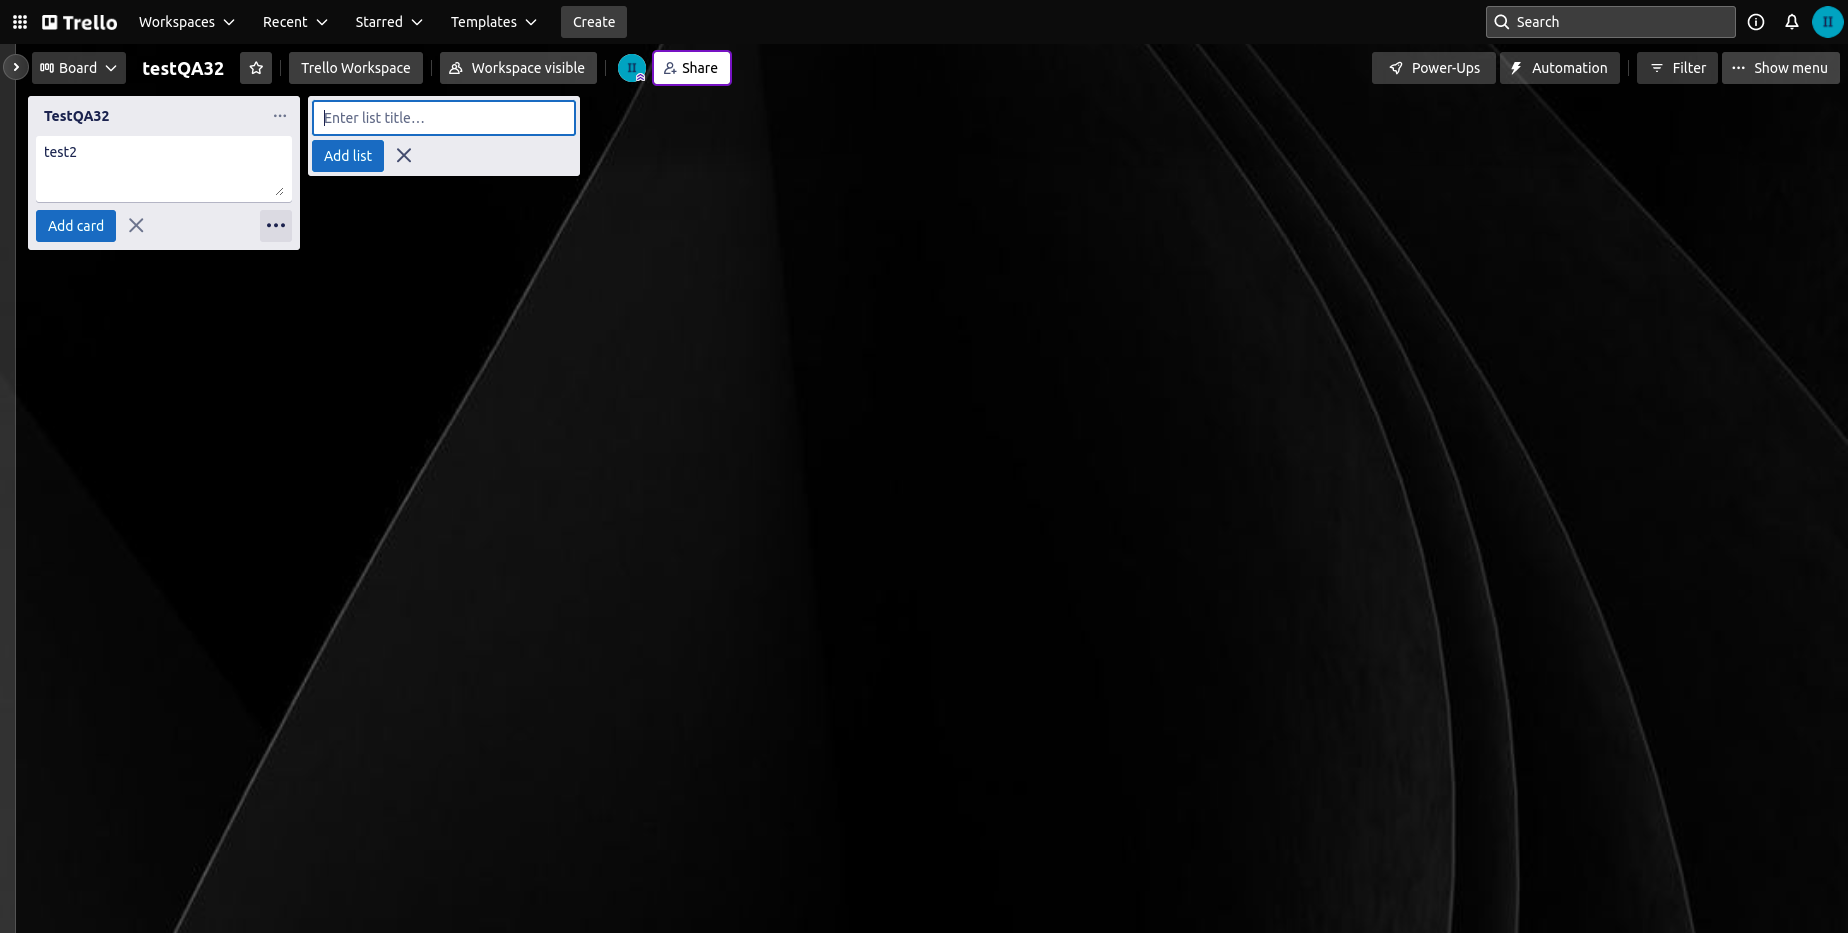 Trello Workspaces Recent Starred Templates Create Search II
Board testQA32 Trello Workspace Workspace visible II Share Power-Ups Automation Filter Show menu
TestQA32
test2
Add card
Enter list title…
Add list